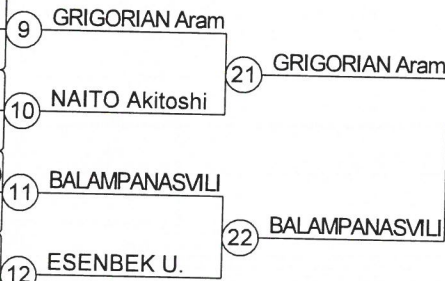 9 GRIGORIAN Aram
21 GRIGORIAN Aram
10 NAITO Akitoshi
11 BALAMPANASVILI
22 BALAMPANASVILI
12 ESENBEK U.